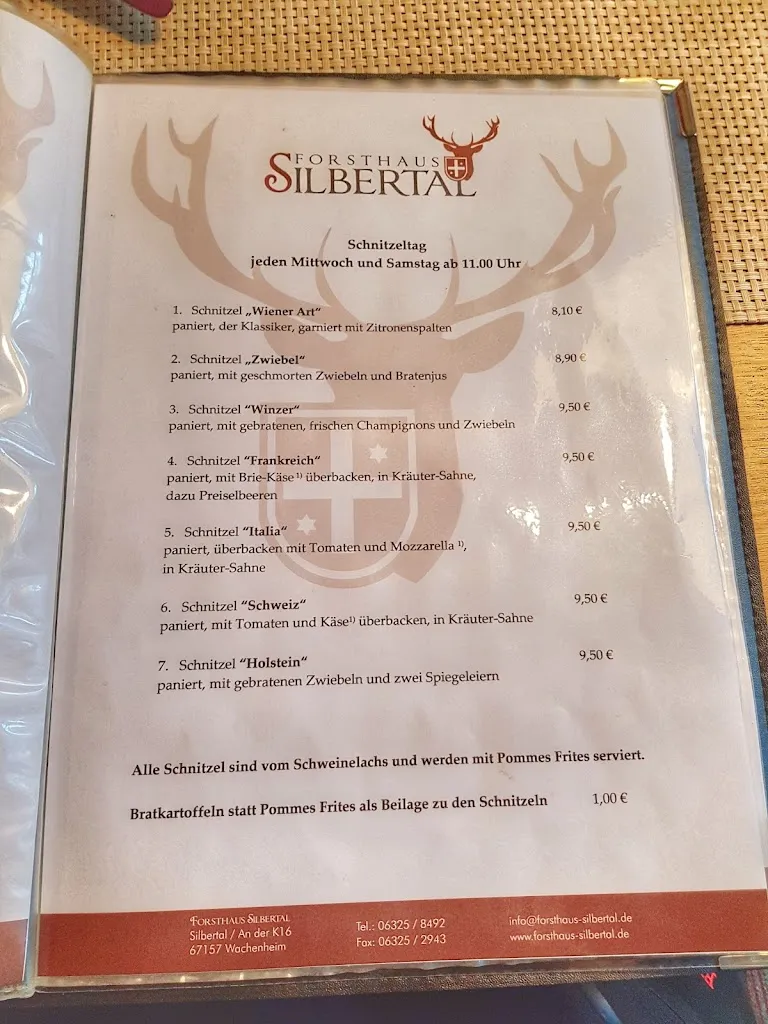 FORSTHAUS
SILBERTAL
Schnitzeltag
jeden Mittwoch und Samstag ab 11.00 Uhr
1. Schnitzel „Wiener Art“ 8,10 €
paniert, der Klassiker, garniert mit Zitronenspalten
2. Schnitzel „Zwiebel“ 8,90 €
paniert, mit geschmorten Zwiebeln und Bratenjus
3. Schnitzel “Winzer“ 9,50 €
paniert, mit gebratenen, frischen Champignons und Zwiebeln
4. Schnitzel “Frankreich“ 9,50 €
paniert, mit Brie-Käse ¹⁾ überbacken, in Kräuter-Sahne,
dazu Preiselbeeren
5. Schnitzel “Italia“ 9,50 €
paniert, überbacken mit Tomaten und Mozzarella ¹⁾,
in Kräuter-Sahne
6. Schnitzel “Schweiz“ 9,50 €
paniert, mit Tomaten und Käse¹⁾ überbacken, in Kräuter-Sahne
7. Schnitzel “Holstein“ 9,50 €
paniert, mit gebratenen Zwiebeln und zwei Spiegeleiern
Alle Schnitzel sind vom Schweinelachs und werden mit Pommes Frites serviert.
Bratkartoffeln statt Pommes Frites als Beilage zu den Schnitzeln 1,00 €
FORSTHAUS SILBERTAL
Silbertal / An der K16
67157 Wachenheim
Tel.: 06325 / 8492
Fax: 06325 / 2943
info@forsthaus-silbertal.de
www.forsthaus-silbertal.de